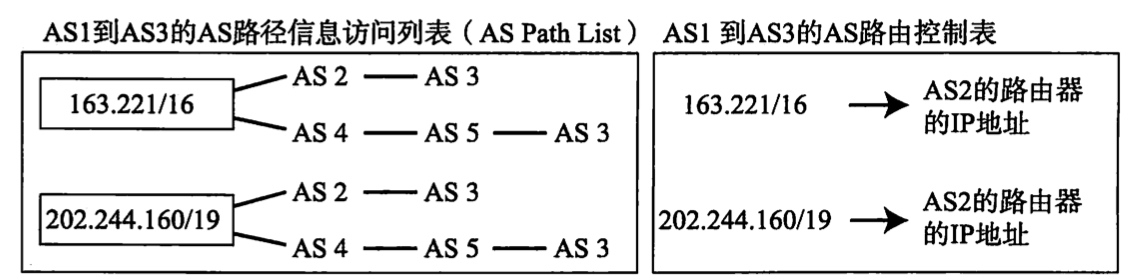 AS1到AS3的AS路径信息访问列表（AS Path List）
163.221/16
AS 2 AS 3
AS 4 AS 5 AS 3
202.244.160/19
AS 2 AS 3
AS 4 AS 5 AS 3
AS1 到AS3的AS路由控制表
163.221/16
AS2的路由器
的IP地址
202.244.160/19
AS2的路由器
的IP地址